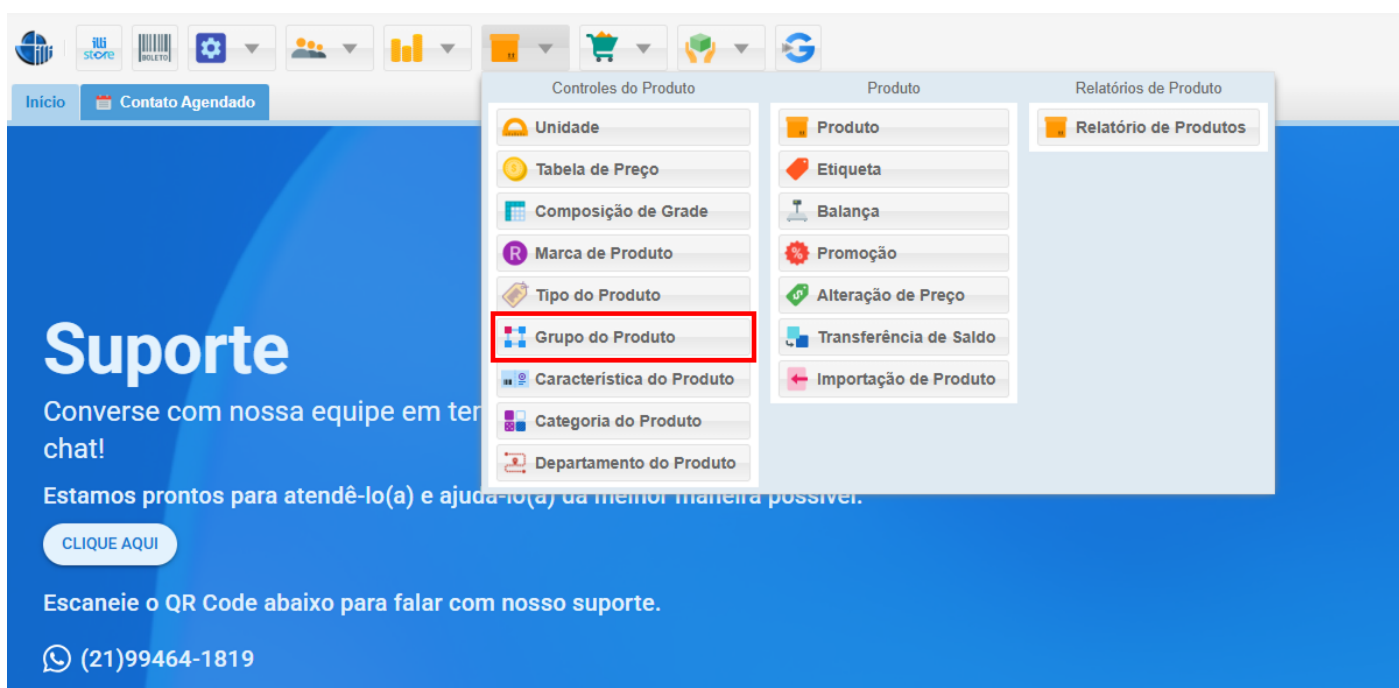 illi
illi
store
BOLETO
Início
Contato Agendado
Controles do Produto
Unidade
Tabela de Preço
Composição de Grade
R
Marca de Produto
Tipo do Produto
Grupo do Produto
Característica do Produto
Categoria do Produto
Departamento do Produto
Produto
Produto
Etiqueta
Balança
%
Promoção
Alteração de Preço
Transferência de Saldo
Importação de Produto
Relatórios de Produto
Relatório de Produtos
Suporte
Converse com nossa equipe em
chat!
Estamos prontos para atendê-lo(a) e ajudá-lo(a) da melhor maneira possível.
CLIQUE AQUI
Escaneie o QR Code abaixo para falar com nosso suporte.
(21)99464-1819